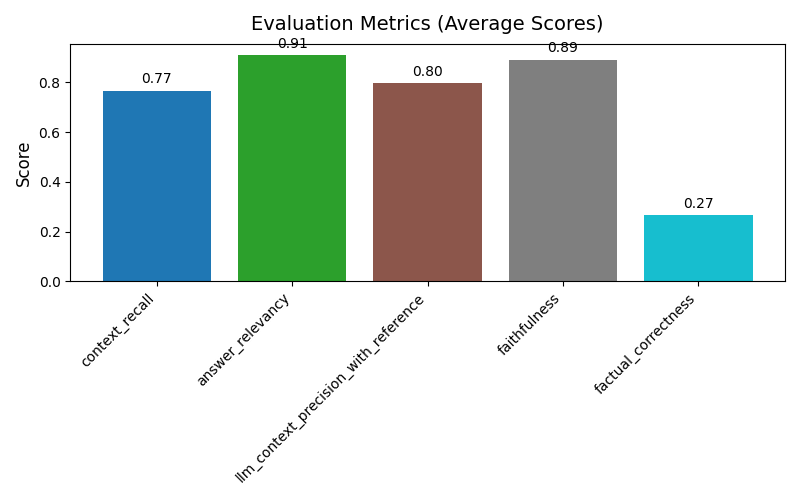 Evaluation Metrics (Average Scores)
0.77
0.91
0.80
0.89
0.27
Score
0.8
0.6
0.4
0.2
0.0
context_recall
answer_relevancy
llm_context_precision_with_reference
faithfulness
factual_correctness